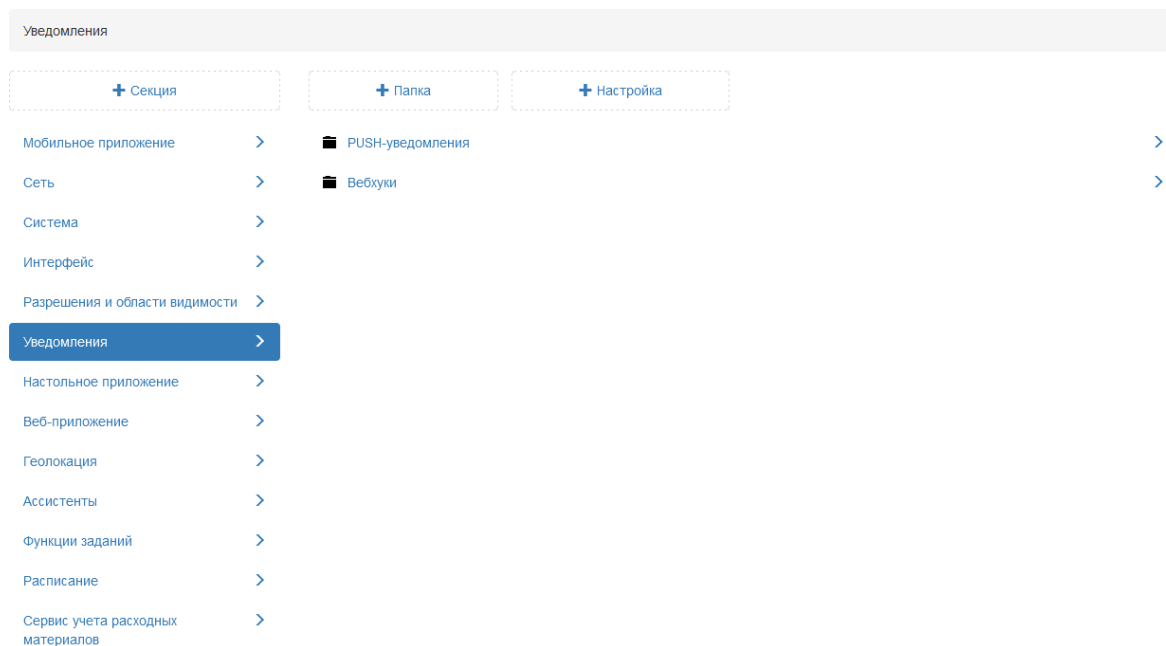 Уведомления
Секция
Папка
Настройка
Мобильное приложение
Сеть
Система
Интерфейс
Разрешения и области видимости
Уведомления
Настольное приложение
Веб-приложение
Геолокация
Ассистенты
Функции заданий
Расписание
Сервис учета расходных
материалов
PUSH-уведомления
Вебхуки